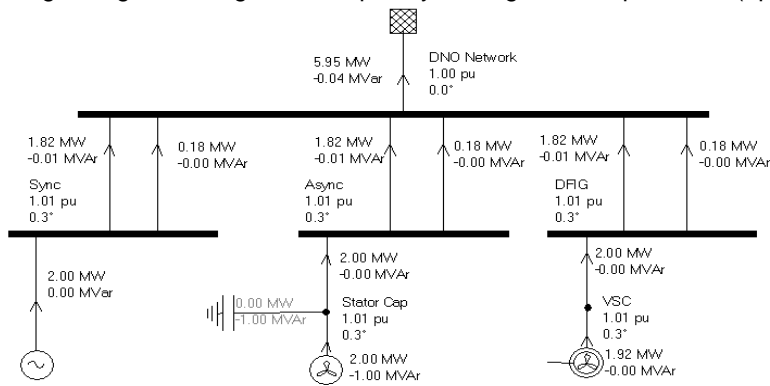 DNO Network
5.95 MW
1.00 pu
-0.04 MVar
0.0°
1.82 MW
-0.01 MVAr
0.18 MW
-0.00 MVAr
1.82 MW
-0.01 MVAr
0.18 MW
-0.00 MVAr
1.82 MW
-0.01 MVAr
0.18 MW
-0.00 MVAr
Sync
1.01 pu
0.3°
Async
1.01 pu
0.3°
DFIG
1.01 pu
0.3°
2.00 MW
0.00 MVar
2.00 MW
-0.00 MVAr
2.00 MW
-0.00 MVAr
0.00 MW
-1.00 MVAr
Stator Cap
1.01 pu
0.3°
VSC
1.01 pu
0.3°
2.00 MW
-1.00 MVAr
1.92 MW
-0.00 MVAr